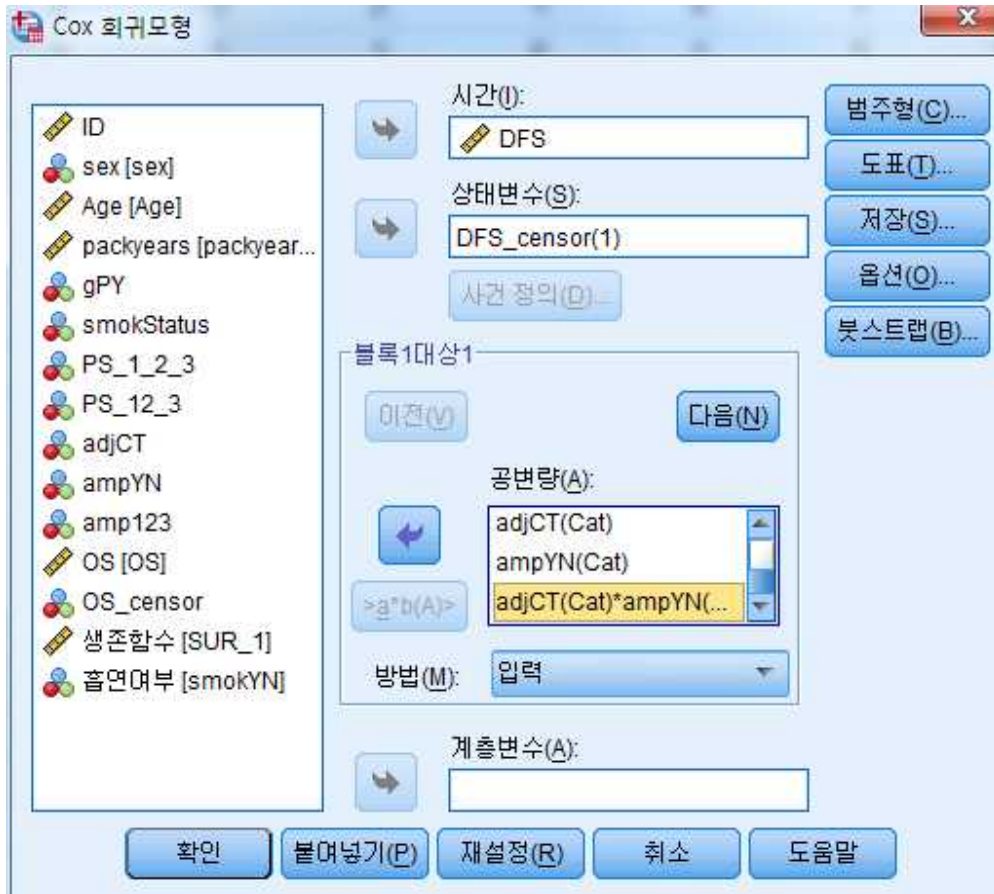 Cox 회귀모형
ID
sex [sex]
Age [Age]
packyears [packyear...
gPY
smokStatus
PS_1_2_3
PS_12_3
adjCT
ampYN
amp123
OS [OS]
OS_censor
생존함수 [SUR_1]
흡연여부 [smokYN]
시간(I):
DFS
상태변수(S):
DFS_censor(1)
사건 정의(D)...
블록1대상1
이전(V)
다음(N)
공변량(A):
adjCT(Cat)
ampYN(Cat)
adjCT(Cat)*ampYN(...
>a*b(A)>
방법(M):
입력
계층변수(A):
범주형(C)...
도표(T)...
저장(S)...
옵션(O)...
붓스트랩(B)...
확인
붙여넣기(P)
재설정(R)
취소
도움말